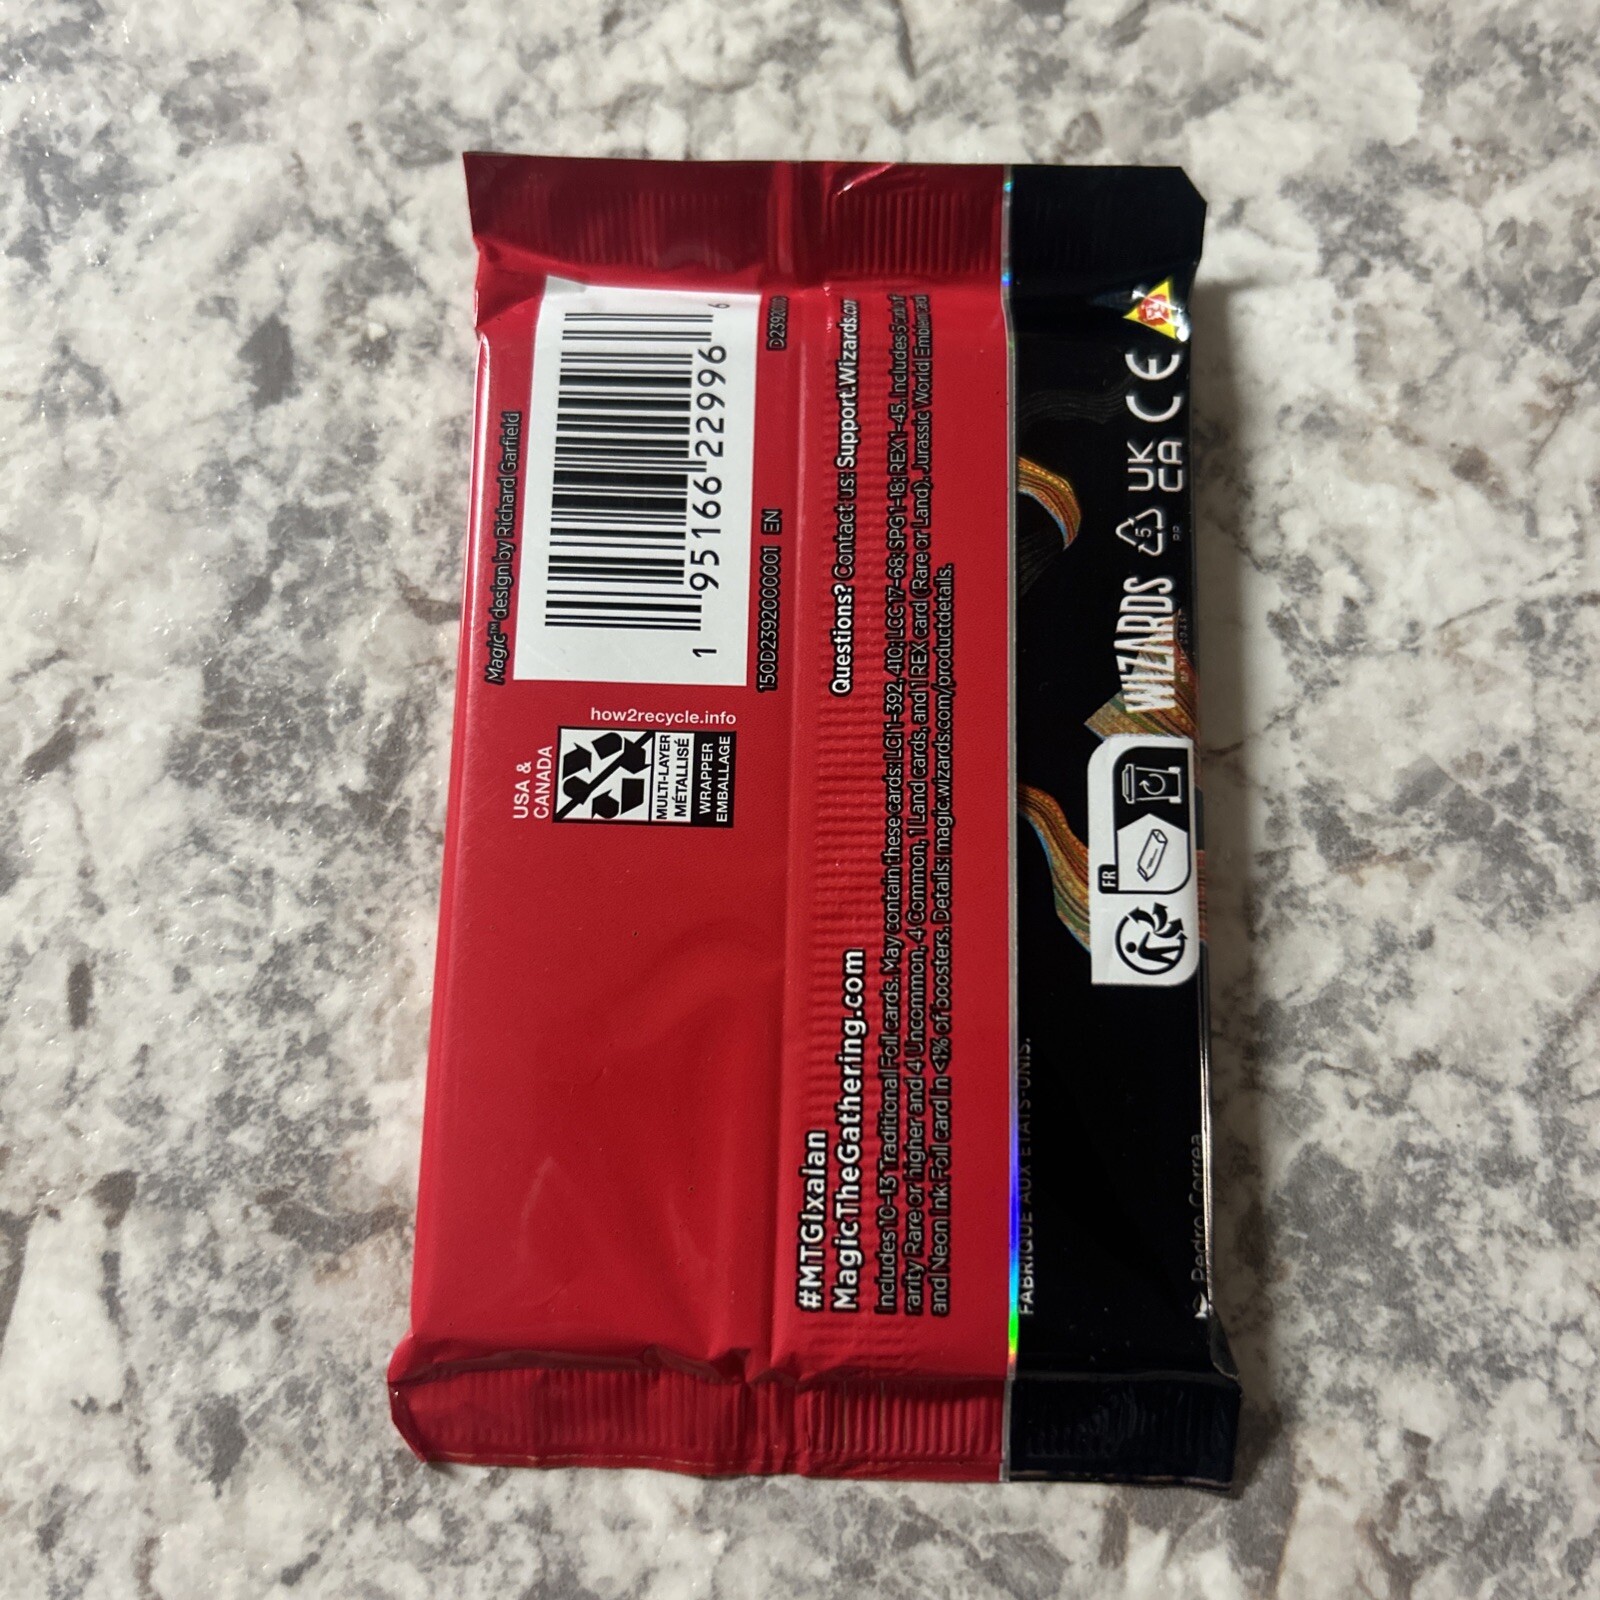 Magic™ design by Richard Garfield
1 95166 22996 6
150D2392000001 EN
USA &
CANADA
how2recycle.info
MULTI-LAYER
MÉTALLISÉ
WRAPPER
EMBALLAGE
#MTGIxalan
MagicTheGathering.com
Questions? Contact us: Support.Wizards.com
Includes 10–13 Traditional Foil cards. May contain these cards: LCI 1–392, 410; LCC 17–68; SPG 1–18; REX 1–45. Includes 5 of
rarity Rare or higher and 4 Uncommon, 4 Common, 1 Land cards, and 1 REX card (Rare or Land). Jurassic World Emblem card
and Neon Ink Foil card in <1% of boosters. Details: magic.wizards.com/productdetails.
FABRIQUÉ AUX ÉTATS-UNIS.
WIZARDS
5
PP
UK
CA
CE
FR
Pedro Correa